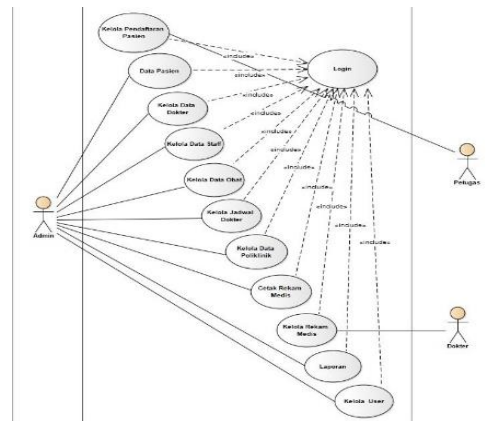 Kelola Pendaftaran
Pasien
Data Pasien
Kelola Data
Dokter
Kelola Data Staff
Kelola Data Obat
Kelola Jadwal
Dokter
Kelola Data
Poliklinik
Cetak Rekam
Medis
Kelola Rekam
Medis
Laporan
Kelola User
Login
«include»
«include»
«include»
«include»
«include»
«include»
«include»
«include»
«include»
«include»
Admin
Petugas
Dokter